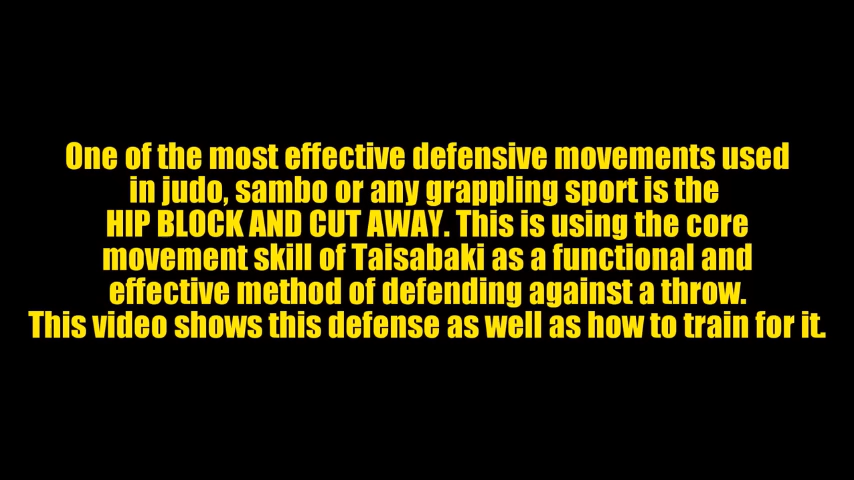 One of the most effective defensive movements used
in judo, sambo or any grappling sport is the
HIP BLOCK AND CUT AWAY. This is using the core
movement skill of Taisabaki as a functional and
effective method of defending against a throw.
This video shows this defense as well as how to train for it.